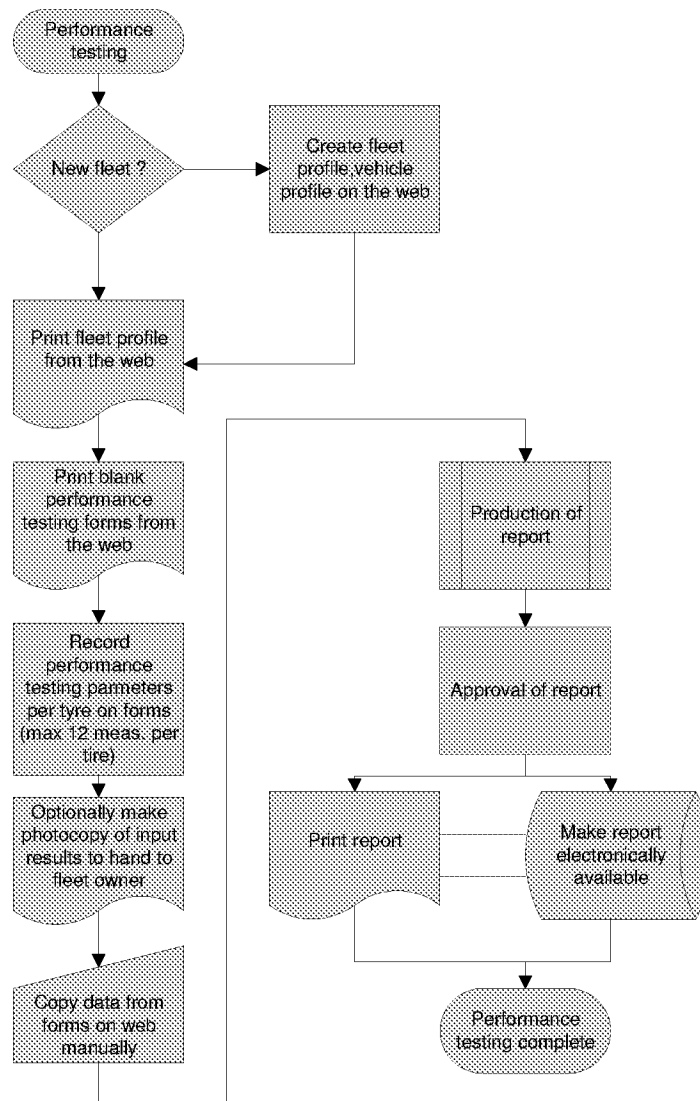 Performance
testing
New fleet ?
Create fleet
profile,vehicle
profile on the web
Print fleet profile
from the web
Print blank
performance
testing forms from
the web
Record
performance
testing parmeters
per tyre on forms
(max 12 meas. per
tire)
Optionally make
photocopy of input
results to hand to
fleet owner
Copy data from
forms on web
manually
Production of
report
Approval of report
Print report
Make report
electronically
available
Performance
testing complete